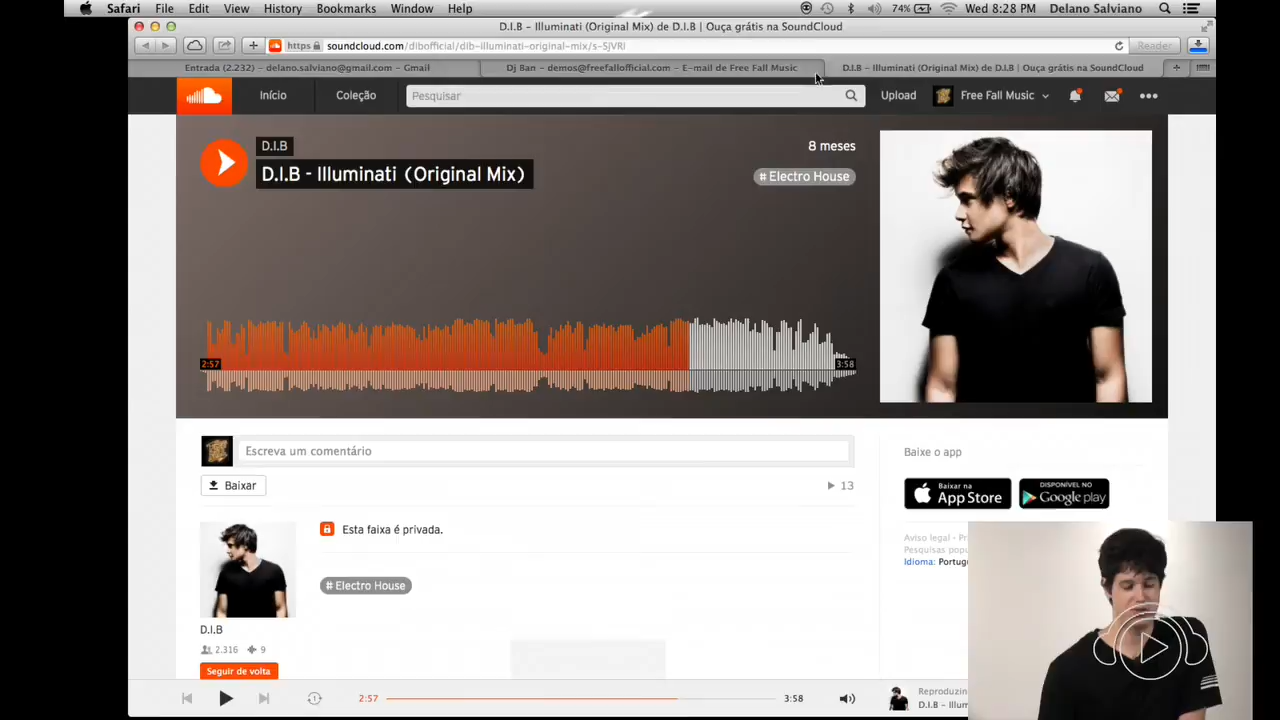 Safari File Edit View History Bookmarks Window Help 74% Wed 8:28 PM Delano Salviano
D.I.B – Illuminati (Original Mix) de D.I.B | Ouça grátis na SoundCloud
https soundcloud.com/dibofficial/dib-illuminati-original-mix/s-5jVRl Reader
Entrada (2.232) – delano.salviano@gmail.com – Gmail
Dj Ban – demos@freefallofficial.com – E-mail de Free Fall Music
D.I.B – Illuminati (Original Mix) de D.I.B | Ouça grátis na SoundCloud
Início Coleção Pesquisar Upload Free Fall Music
D.I.B
8 meses
D.I.B - Illuminati (Original Mix)
# Electro House
2:57
3:58
Escreva um comentário
Baixe o app
Baixar
13
Baixar na App Store
DISPONÍVEL NO Google play
Esta faixa é privada.
Aviso legal -
Pesquisas
Idioma:
# Electro House
D.I.B
2.316 9
Seguir de volta
2:57
3:58
D.I.B -